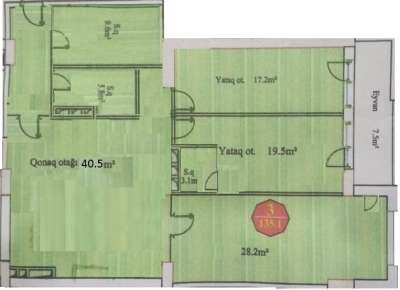 S.q
9.6m²
S.q
5.8m²
Yataq ot. 17.2m²
Eyvan
7.5m²
Qonaq otağı 40.5m²
Yataq ot. 19.5m²
S.q
3.1m
3
135.1
28.2m²